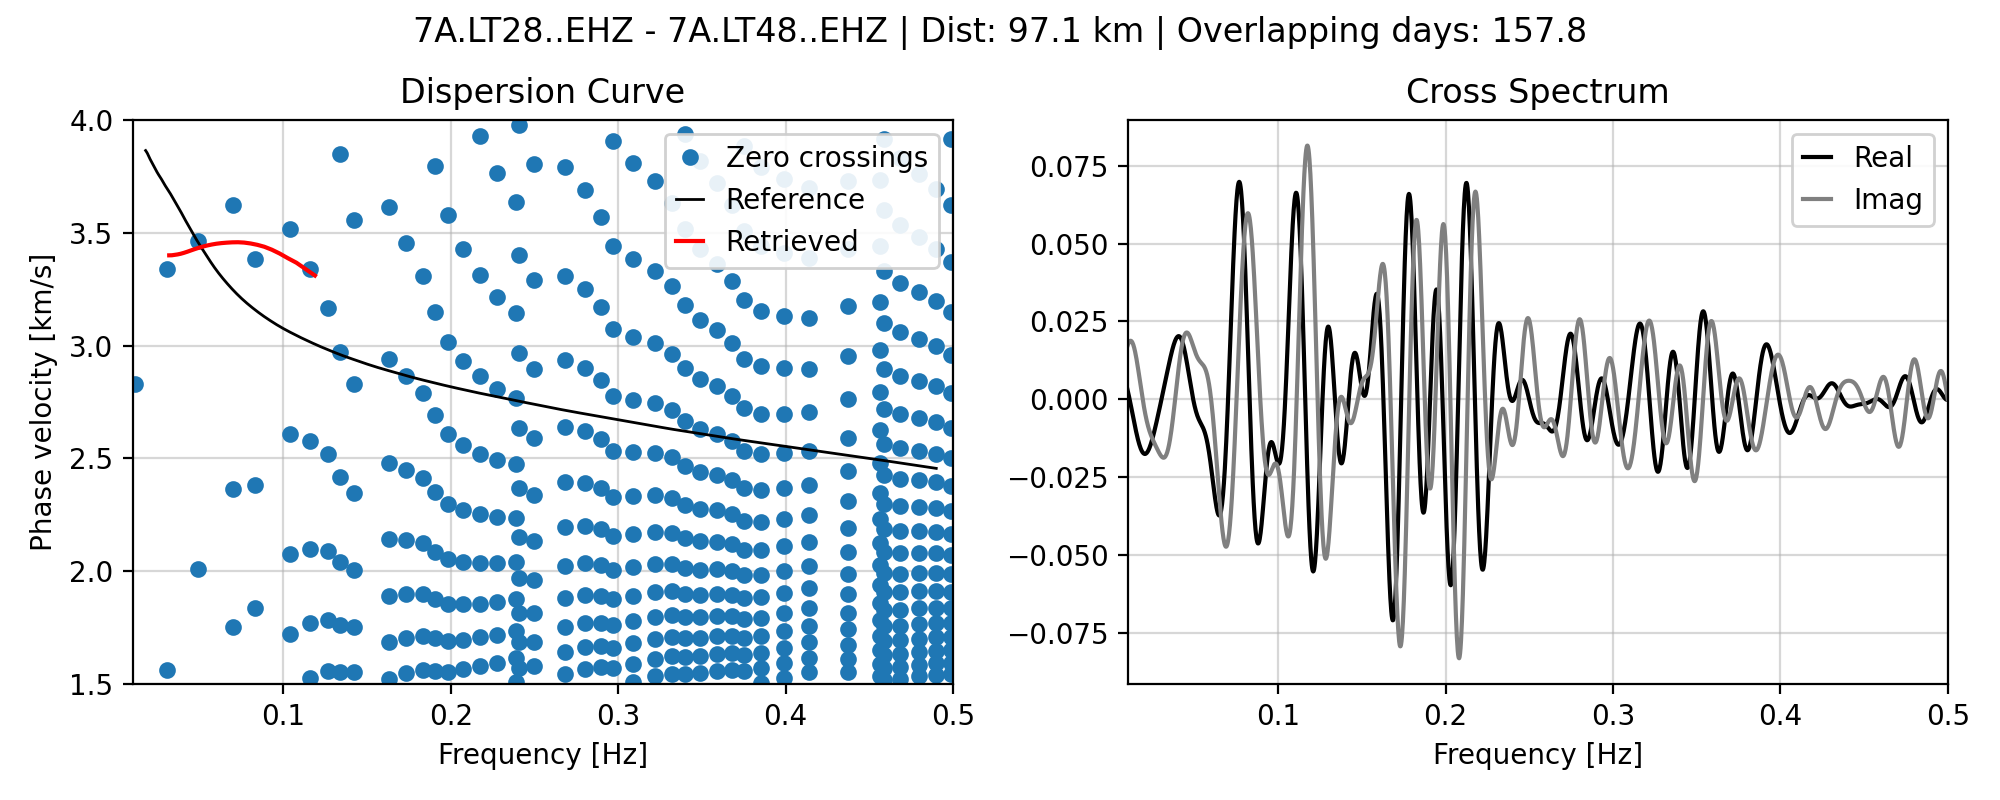 7A.LT28..EHZ - 7A.LT48..EHZ | Dist: 97.1 km | Overlapping days: 157.8
Dispersion Curve
4.0
3.5
3.0
2.5
2.0
1.5
Phase velocity [km/s]
0.1
0.2
0.3
0.4
0.5
Frequency [Hz]
Zero crossings
Reference
Retrieved
Cross Spectrum
0.075
0.050
0.025
0.000
−0.025
−0.050
−0.075
0.1
0.2
0.3
0.4
0.5
Frequency [Hz]
Real
Imag